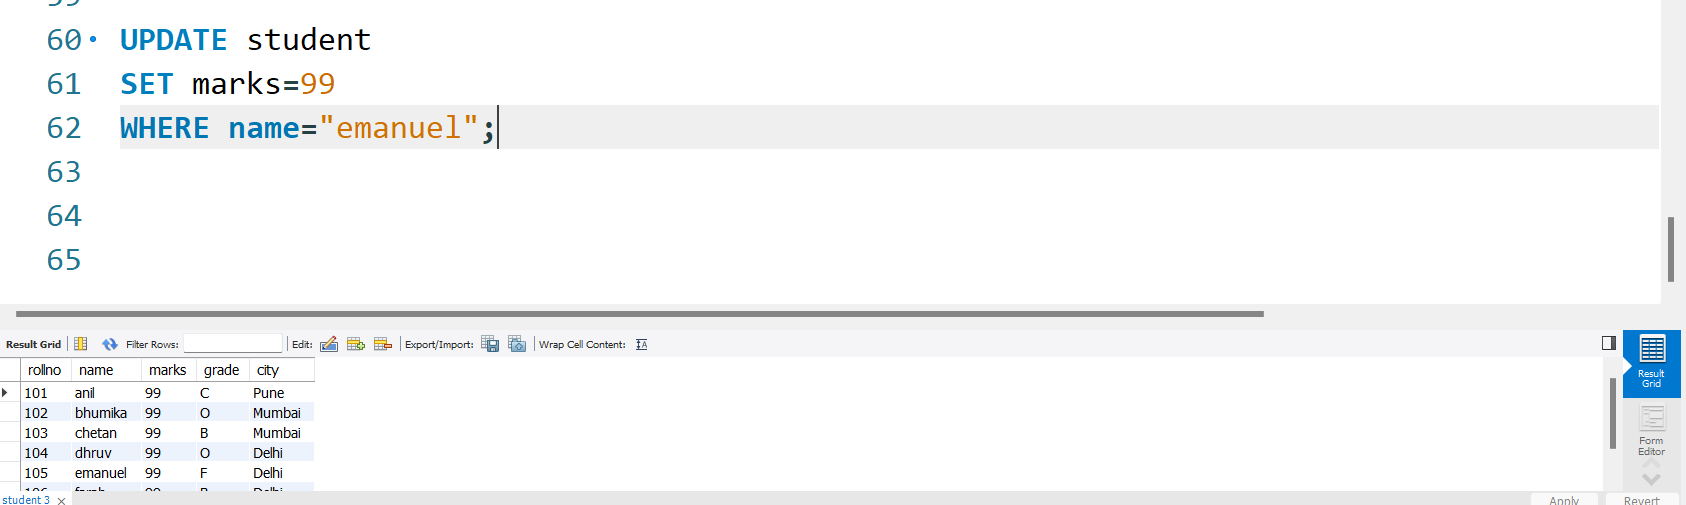 59
60 UPDATE student
61 SET marks=99
62 WHERE name="emanuel";
63
64
65
Result Grid Filter Rows: Edit: Export/Import: Wrap Cell Content:
rollno name marks grade city
101 anil 99 C Pune
102 bhumika 99 O Mumbai
103 chetan 99 B Mumbai
104 dhruv 99 O Delhi
105 emanuel 99 F Delhi
Result
Grid
Form
Editor
student 3
Apply Revert